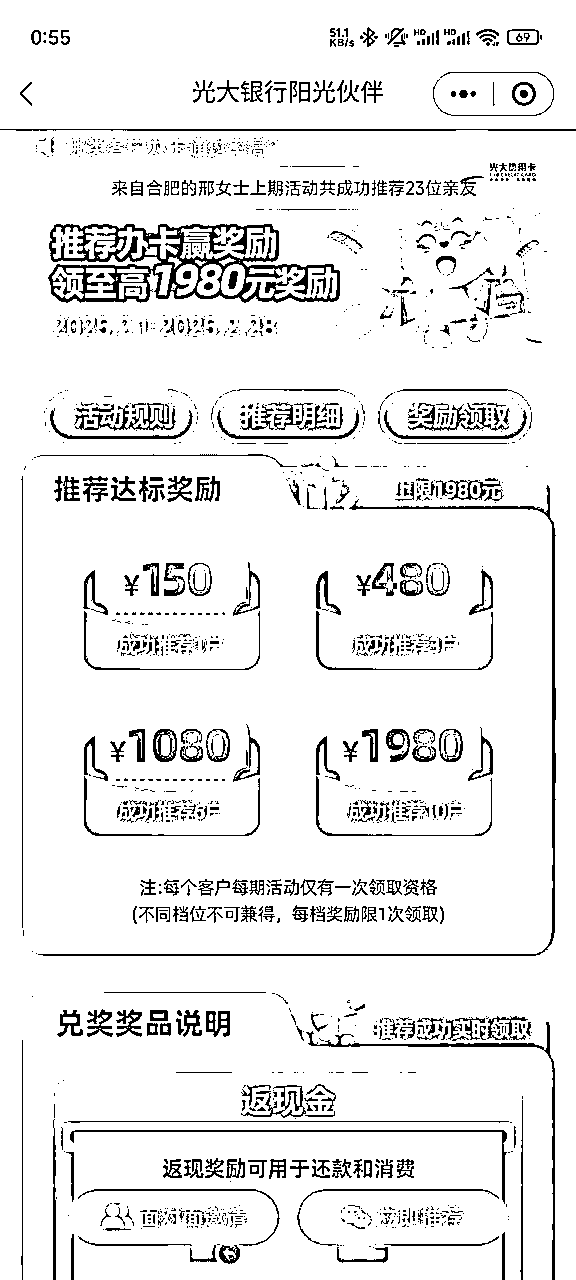 0:55
51.1 KB/s HD HD 69
光大银行阳光伙伴
光大信用卡
来自合肥的邢女士上期活动共成功推荐23位亲友
推荐办卡赢奖励
领至高1980元奖励
活动规则 推荐明细 奖励领取
推荐达标奖励
上限1980元
¥150 ¥480
成功推荐1户 成功推荐3户
¥1080 ¥1980
成功推荐6户 成功推荐10户
注:每个客户每期活动仅有一次领取资格
(不同档位不可兼得，每档奖励限1次领取)
兑奖奖品说明
推荐成功实时领取
返现金
返现奖励可用于还款和消费
面对面邀请 立即推荐